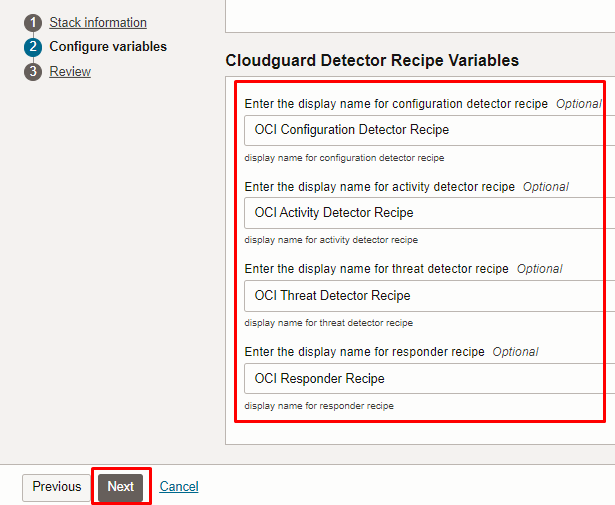 1 Stack information
2 Configure variables
3 Review
Cloudguard Detector Recipe Variables
Enter the display name for configuration detector recipe Optional
OCI Configuration Detector Recipe
display name for configuration detector recipe
Enter the display name for activity detector recipe Optional
OCI Activity Detector Recipe
display name for activity detector recipe
Enter the display name for threat detector recipe Optional
OCI Threat Detector Recipe
display name for threat detector recipe
Enter the display name for responder recipe Optional
OCI Responder Recipe
display name for responder recipe
Previous Next Cancel